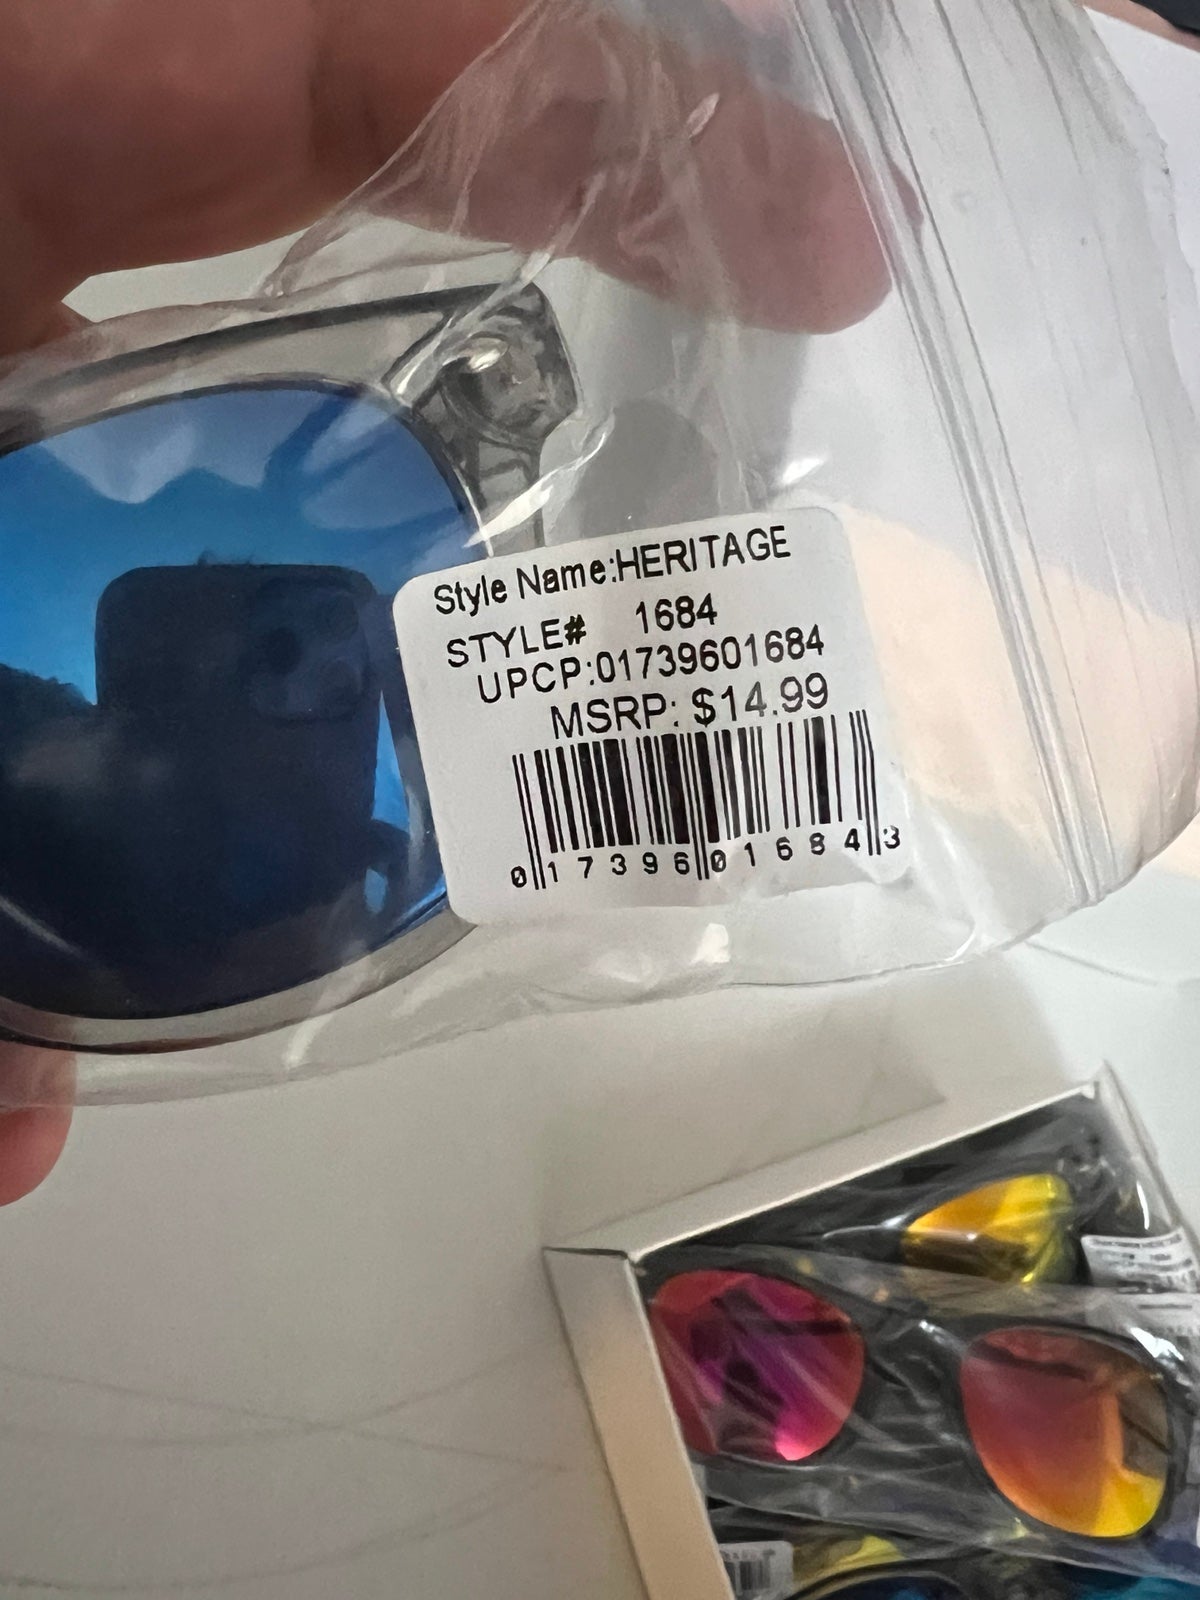 Style Name:HERITAGE
STYLE# 1684
UPCP:01739601684
MSRP: $14.99
0 17396 01684 3